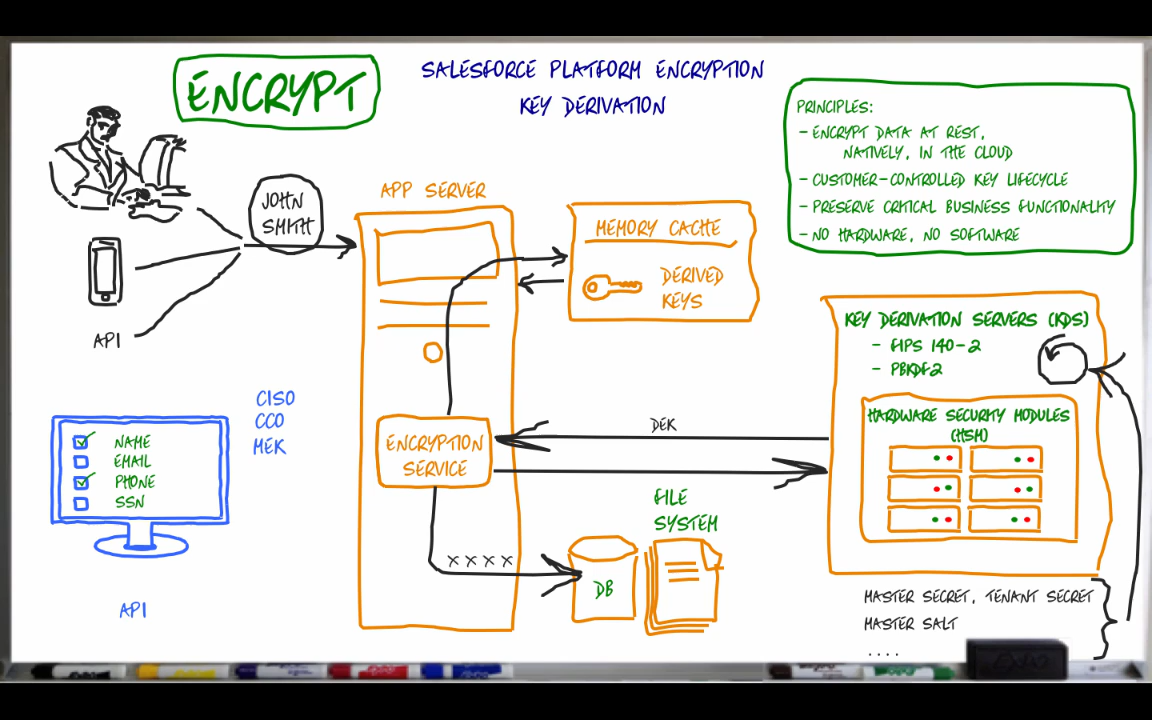 ENCRYPT
SALESFORCE PLATFORM ENCRYPTION
KEY DERIVATION
PRINCIPLES:
- ENCRYPT DATA AT REST,
NATIVELY, IN THE CLOUD
- CUSTOMER-CONTROLLED KEY LIFECYCLE
- PRESERVE CRITICAL BUSINESS FUNCTIONALITY
- NO HARDWARE, NO SOFTWARE
JOHN
SMITH
API
APP SERVER
MEMORY CACHE
DERIVED
KEYS
KEY DERIVATION SERVERS (KDS)
- FIPS 140-2
- PBKDF2
HARDWARE SECURITY MODULES
(HSM)
CISO
CCO
MEK
NAME
EMAIL
PHONE
SSN
API
ENCRYPTION
SERVICE
DEK
FILE
SYSTEM
XXXX
DB
MASTER SECRET, TENANT SECRET
MASTER SALT
....